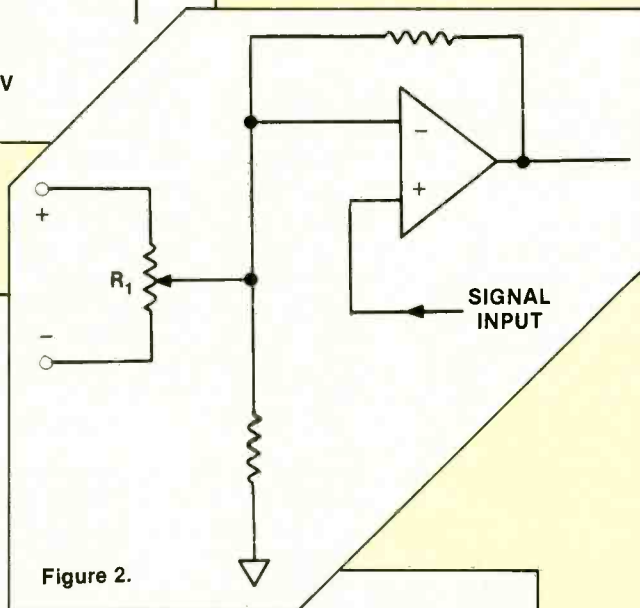 V
+
−
R1
−
+
SIGNAL
INPUT
Figure 2.